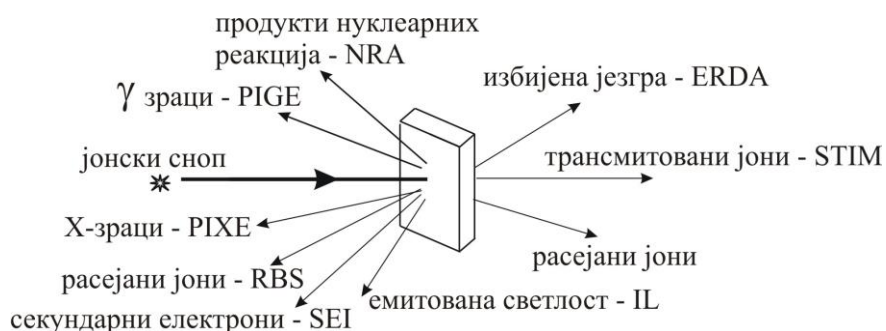 продукти нуклеарних
реакција - NRA
γ зраци - PIGE
избијена језгра - ERDA
јонски сноп
трансмитовани јони - STIM
X-зраци - PIXE
расејани јони
расејани јони - RBS
емитована светлост - IL
секундарни електрони - SEI